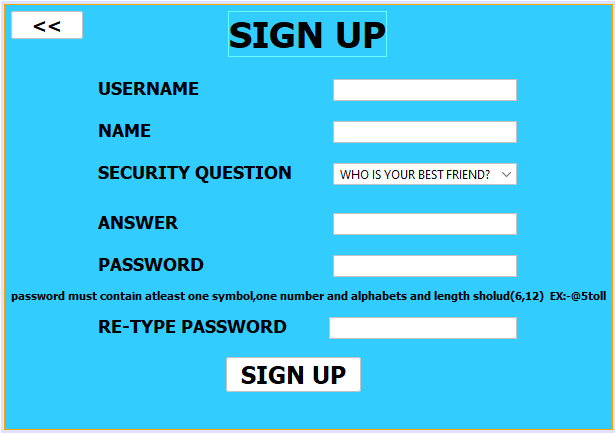 <<
SIGN UP
USERNAME
NAME
SECURITY QUESTION WHO IS YOUR BEST FRIEND?
ANSWER
PASSWORD
password must contain atleast one symbol,one number and alphabets and length sholud(6,12) EX:-@5toll
RE-TYPE PASSWORD
SIGN UP